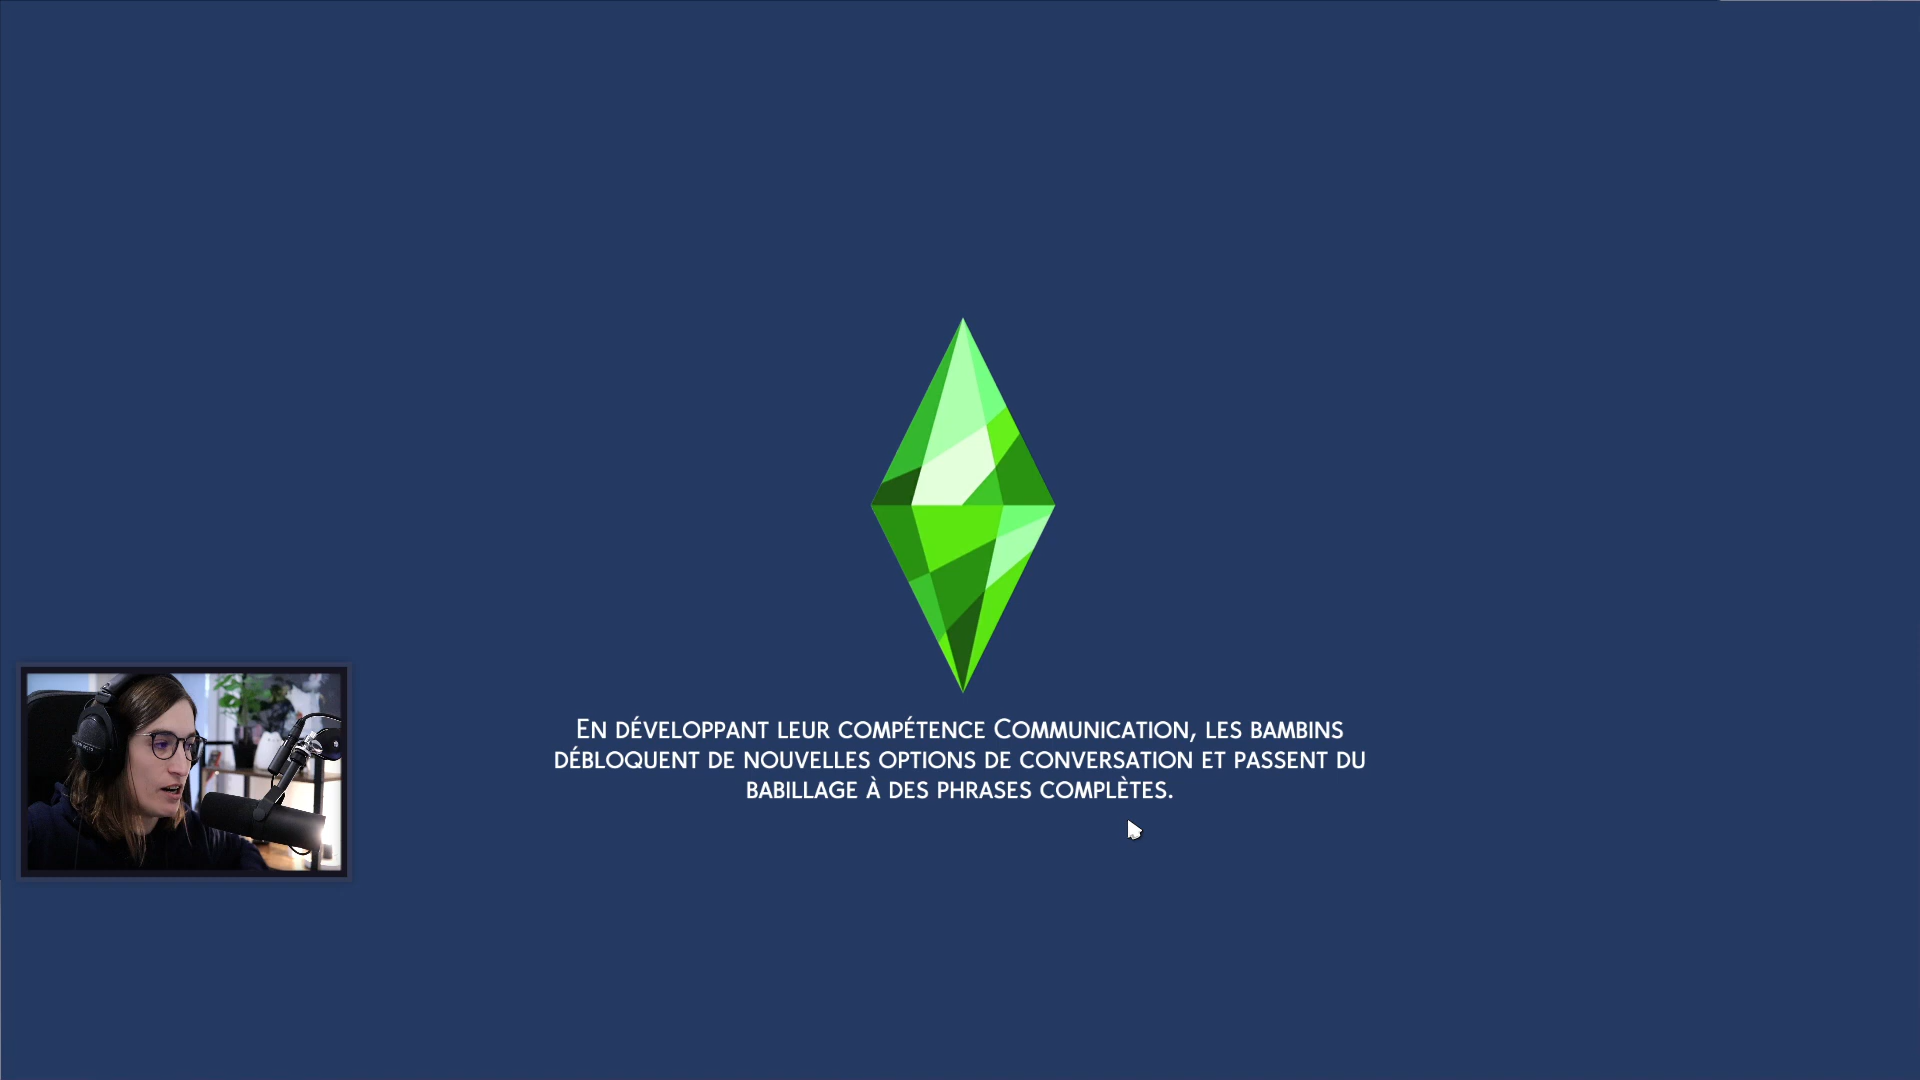 En développant leur compétence Communication, les bambins
débloquent de nouvelles options de conversation et passent du
babillage à des phrases complètes.